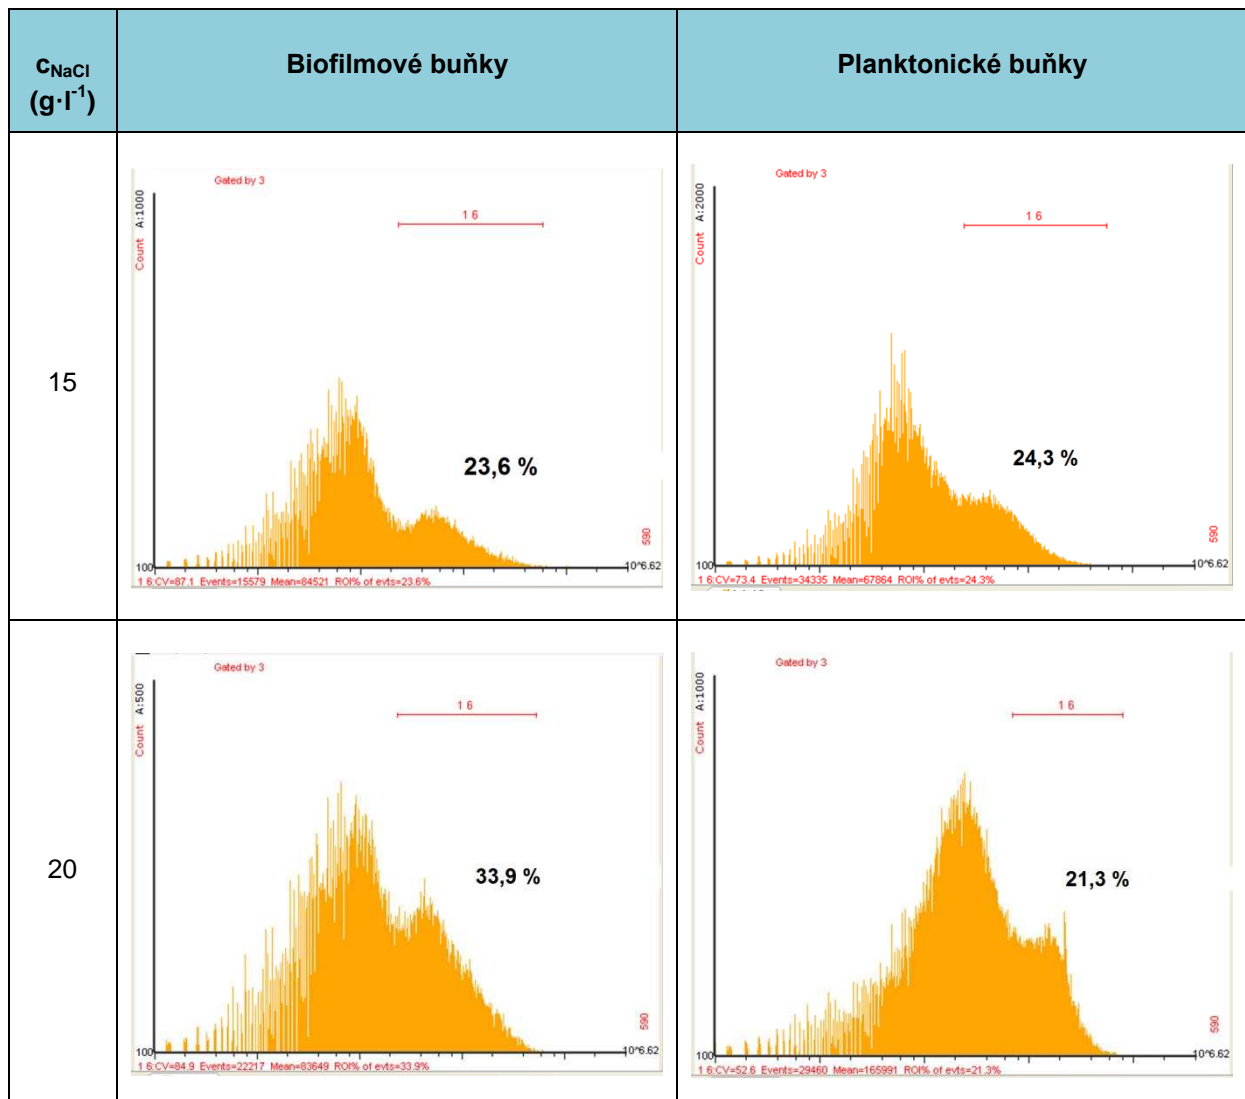 c_NaCl
(g·l⁻¹)
Biofilmové buňky
Planktonické buňky
15
Gated by 3
Count A:1000
1 6
23,6 %
590
100
10^6.62
1 6:CV=87.1 Events=15579 Mean=84521 ROI% of evts=23.6%
Gated by 3
Count A:2000
1 6
24,3 %
590
100
10^6.62
1 6:CV=73.4 Events=34335 Mean=67864 ROI% of evts=24.3%
20
Gated by 3
Count A:500
1 6
33,9 %
590
100
10^6.62
1 6:CV=84.9 Events=22217 Mean=83649 ROI% of evts=33.9%
Gated by 3
Count A:1000
1 6
21,3 %
590
100
10^6.62
1 6:CV=52.6 Events=29460 Mean=165991 ROI% of evts=21.3%